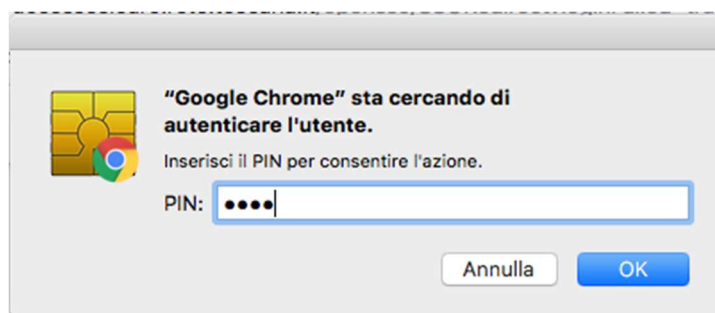 “Google Chrome” sta cercando di
autenticare l'utente.
Inserisci il PIN per consentire l'azione.
PIN: ••••
Annulla
OK